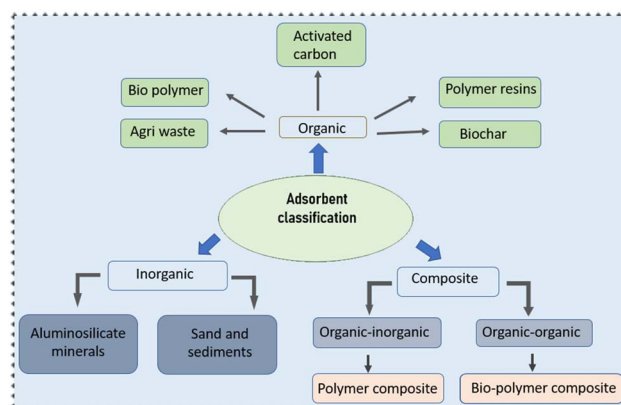 Activated
carbon
Bio polymer
Polymer resins
Agri waste
Organic
Biochar
Adsorbent
classification
Inorganic
Composite
Aluminosilicate
minerals
Sand and
sediments
Organic-inorganic
Organic-organic
Polymer composite
Bio-polymer composite